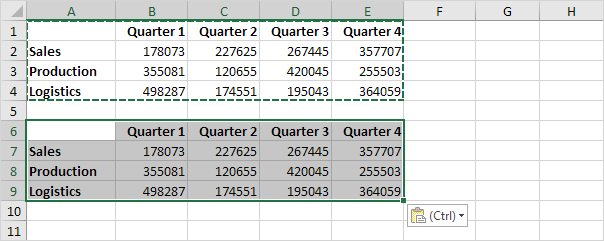 A B C D E F G H
1 Quarter 1 Quarter 2 Quarter 3 Quarter 4
2 Sales 178073 227625 267445 357707
3 Production 355081 120655 420045 255503
4 Logistics 498287 174551 195043 364059
5
6 Quarter 1 Quarter 2 Quarter 3 Quarter 4
7 Sales 178073 227625 267445 357707
8 Production 355081 120655 420045 255503
9 Logistics 498287 174551 195043 364059
10 (Ctrl)
11